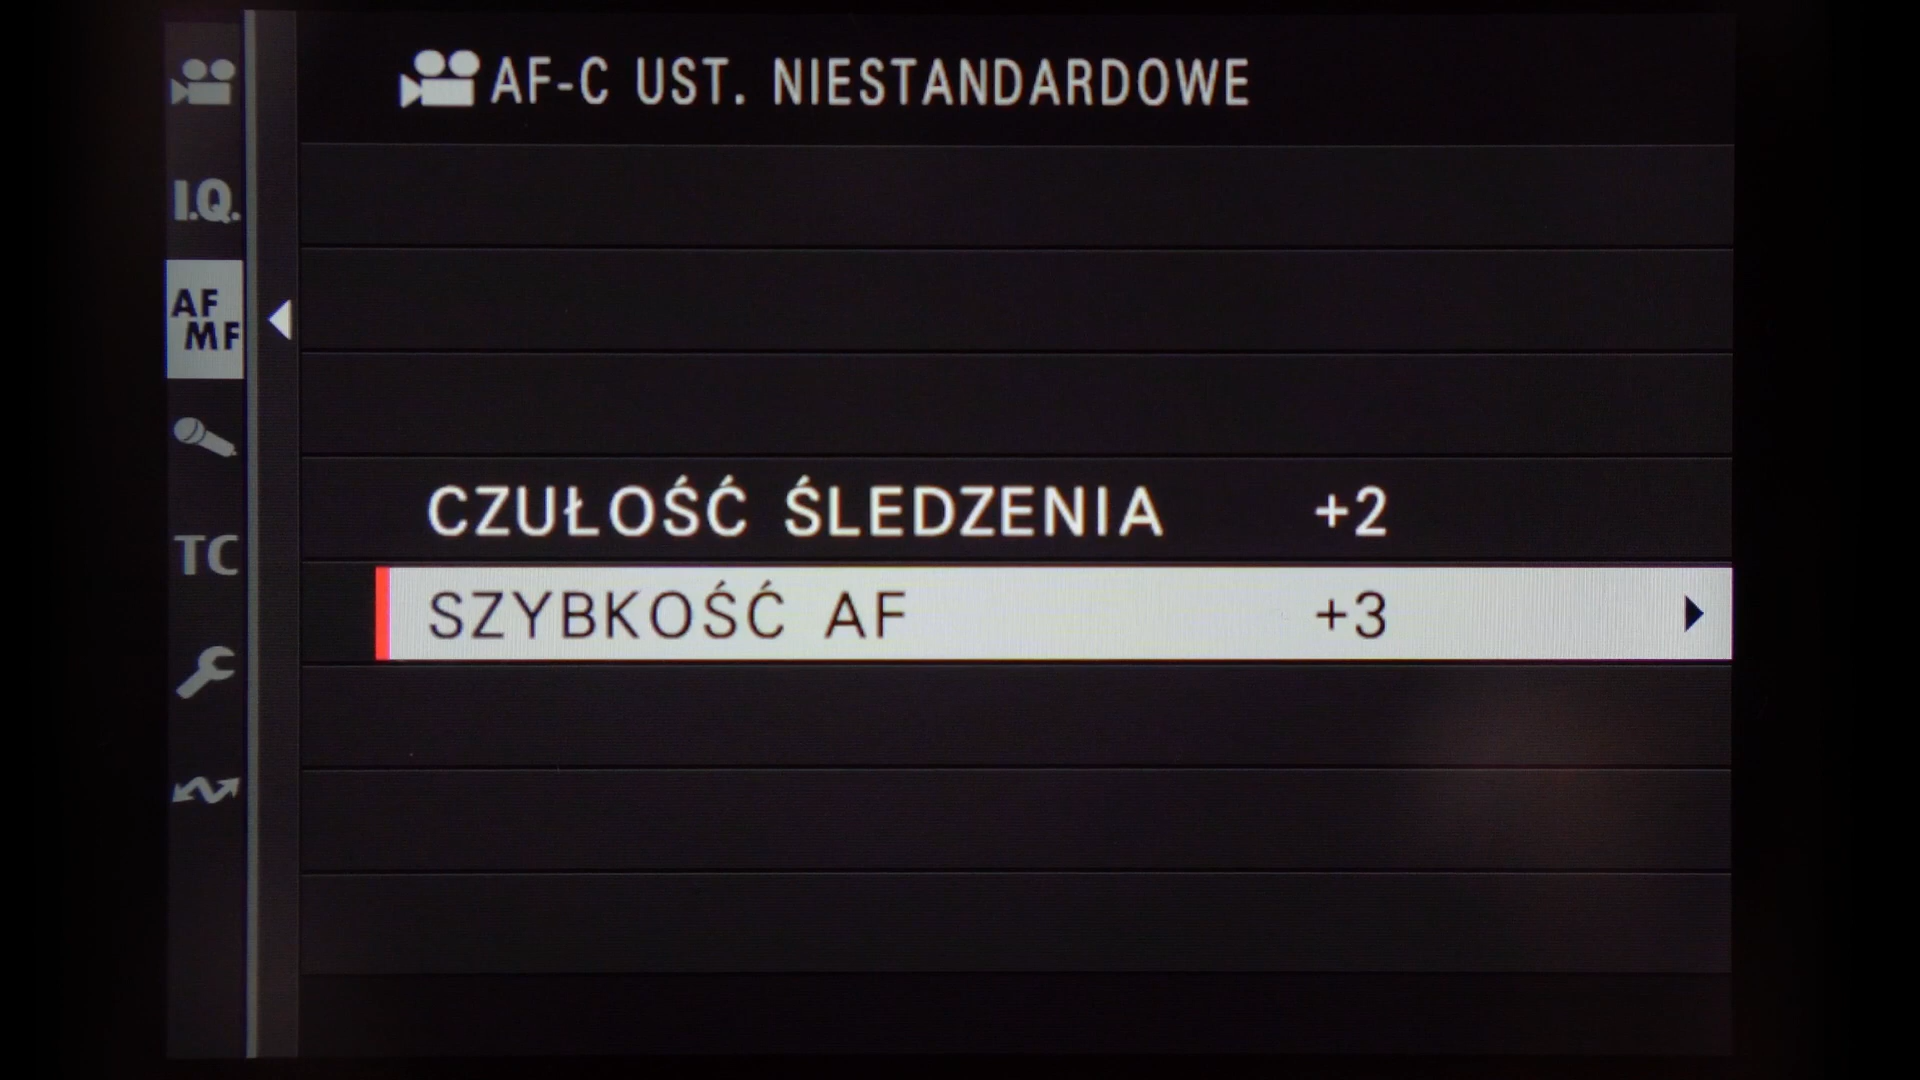 AF-C UST. NIESTANDARDOWE
I.Q.
AF
MF
CZUŁOŚĆ ŚLEDZENIA +2
TC
SZYBKOŚĆ AF +3